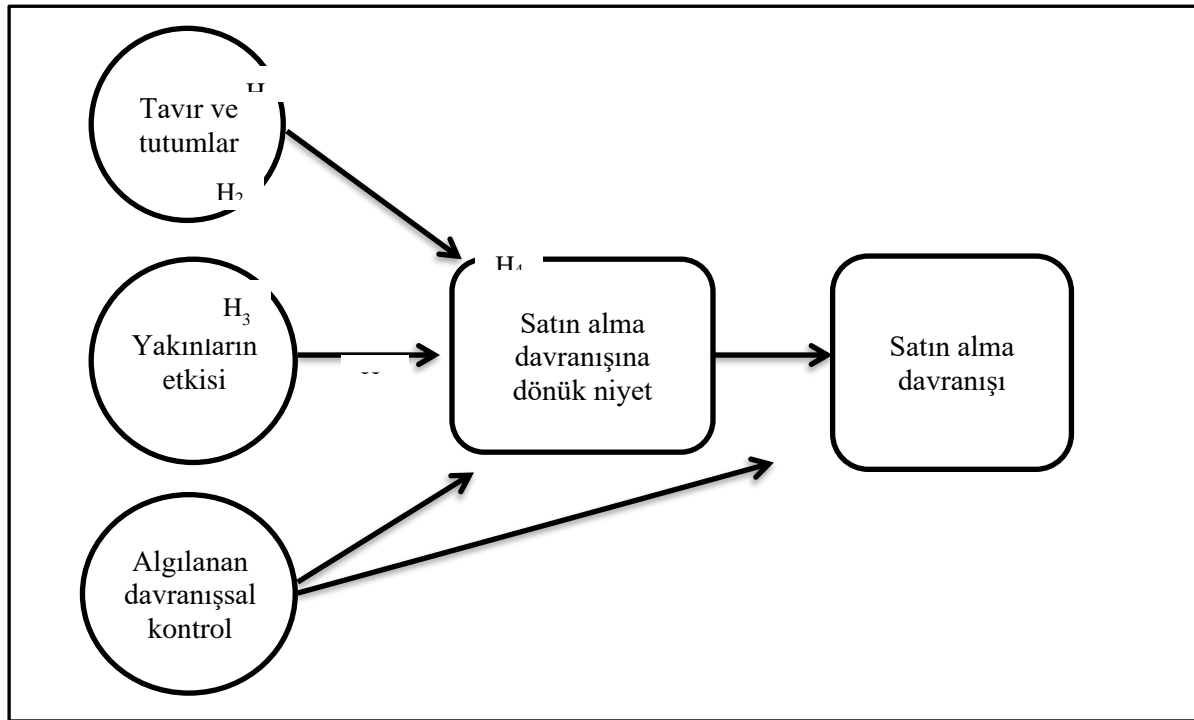 H
Tavır ve
tutumlar
H₂
H₃
Yakınların
etkisi
H₄
Satın alma
davranışına
dönük niyet
Satın alma
davranışı
Algılanan
davranışsal
kontrol